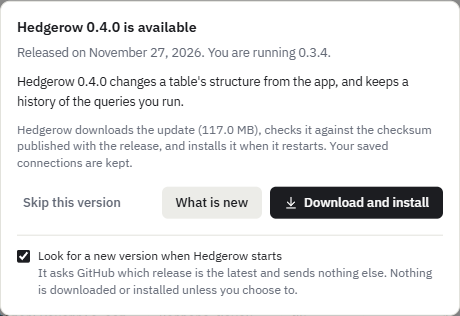 Hedgerow 0.4.0 is available
Released on November 27, 2026. You are running 0.3.4.
Hedgerow 0.4.0 changes a table's structure from the app, and keeps a
history of the queries you run.
Hedgerow downloads the update (117.0 MB), checks it against the checksum
published with the release, and installs it when it restarts. Your saved
connections are kept.
Skip this version
What is new
Download and install
Look for a new version when Hedgerow starts
It asks GitHub which release is the latest and sends nothing else. Nothing
is downloaded or installed unless you choose to.